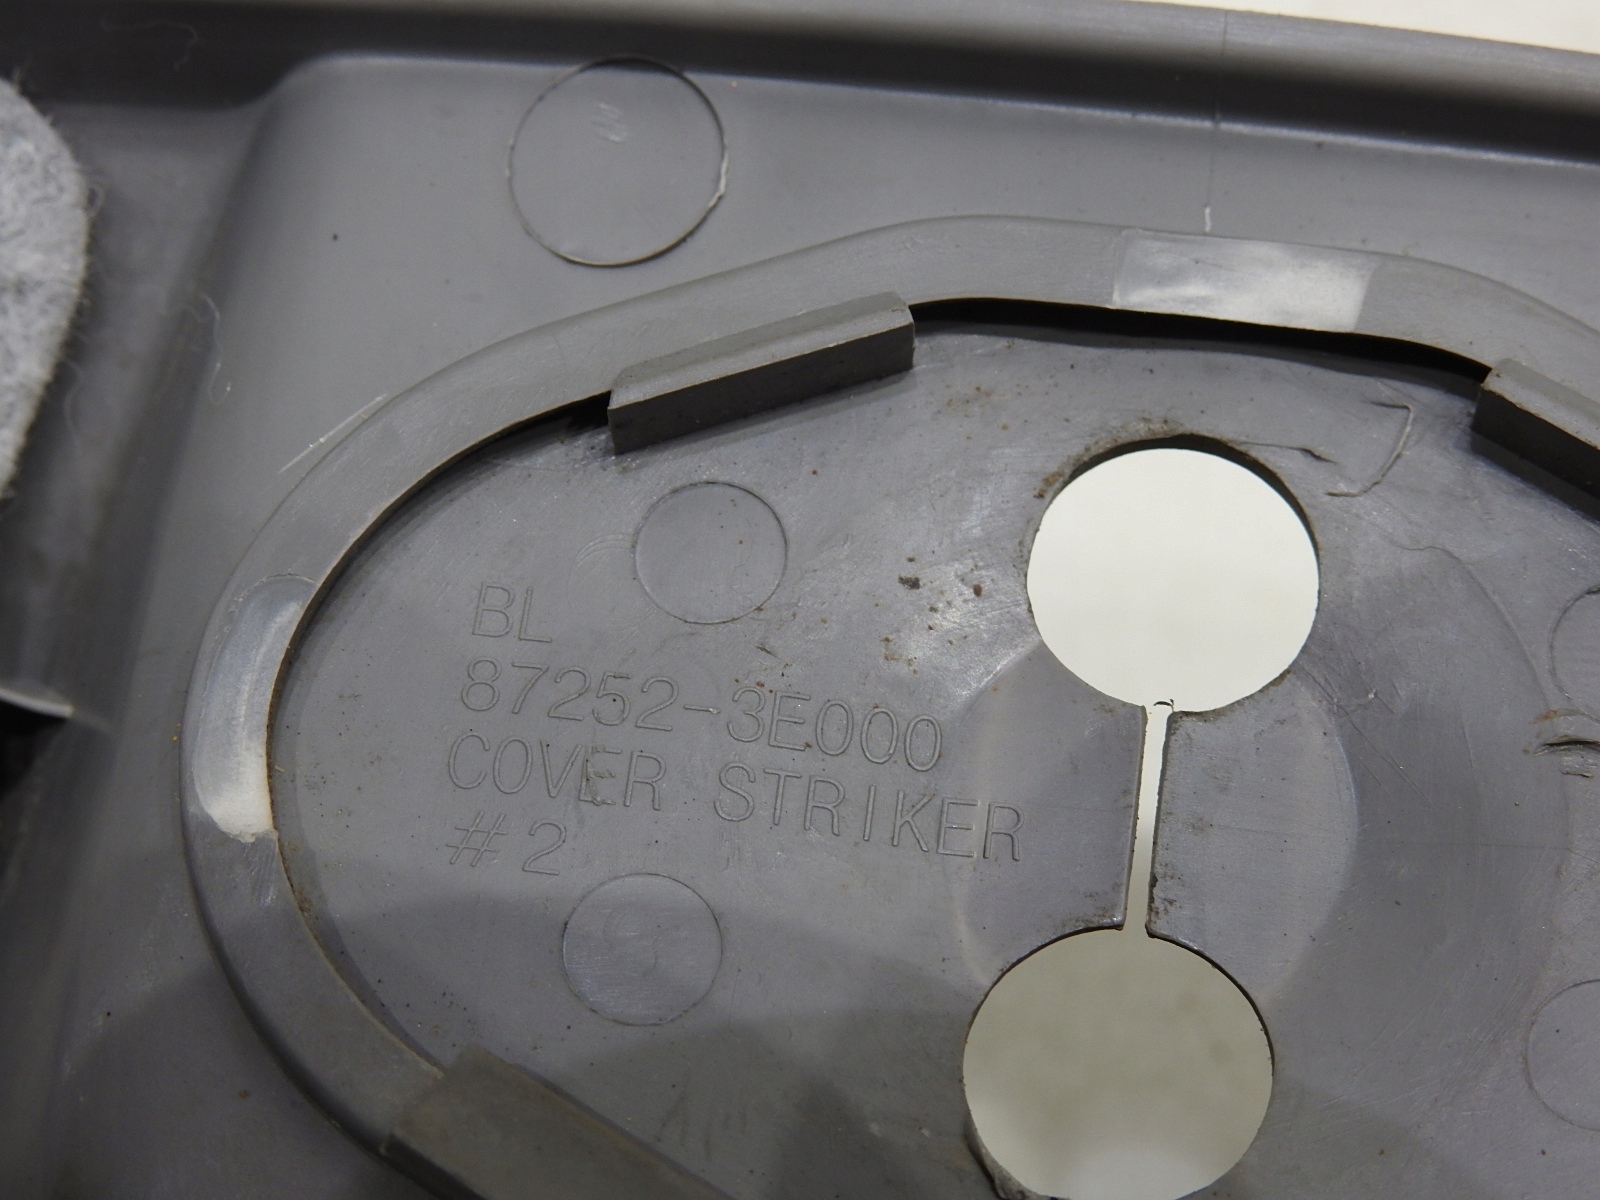 BL
87252-3E000
COVER STRIKER
#2